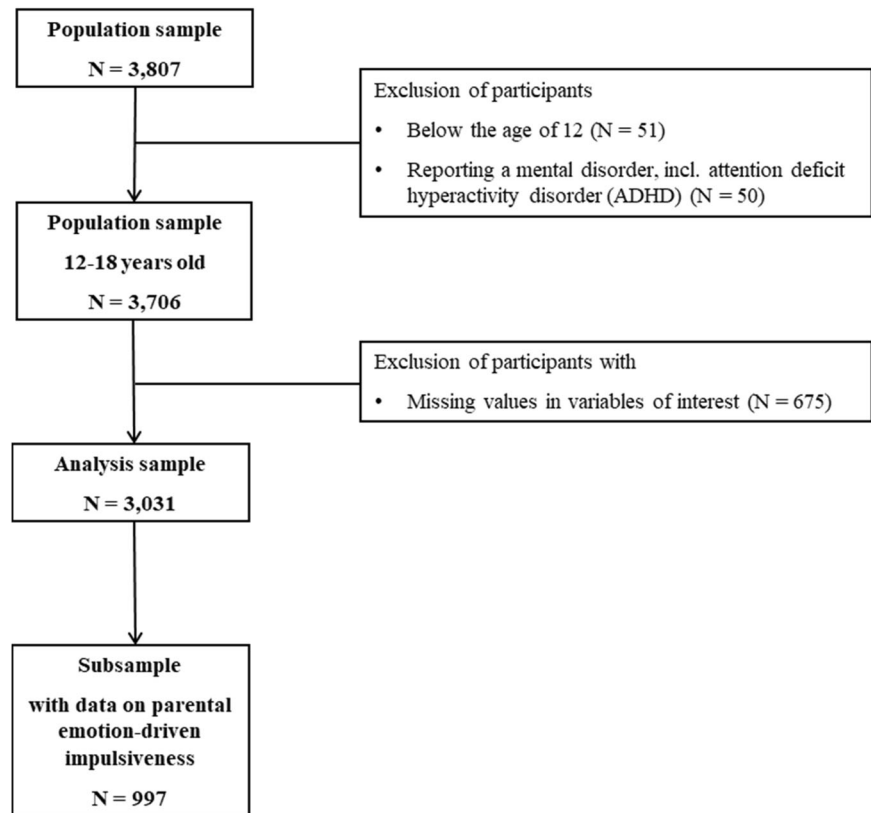 Population sample
N = 3,807
Exclusion of participants
• Below the age of 12 (N = 51)
• Reporting a mental disorder, incl. attention deficit
hyperactivity disorder (ADHD) (N = 50)
Population sample
12-18 years old
N = 3,706
Exclusion of participants with
• Missing values in variables of interest (N = 675)
Analysis sample
N = 3,031
Subsample
with data on parental
emotion-driven
impulsiveness
N = 997